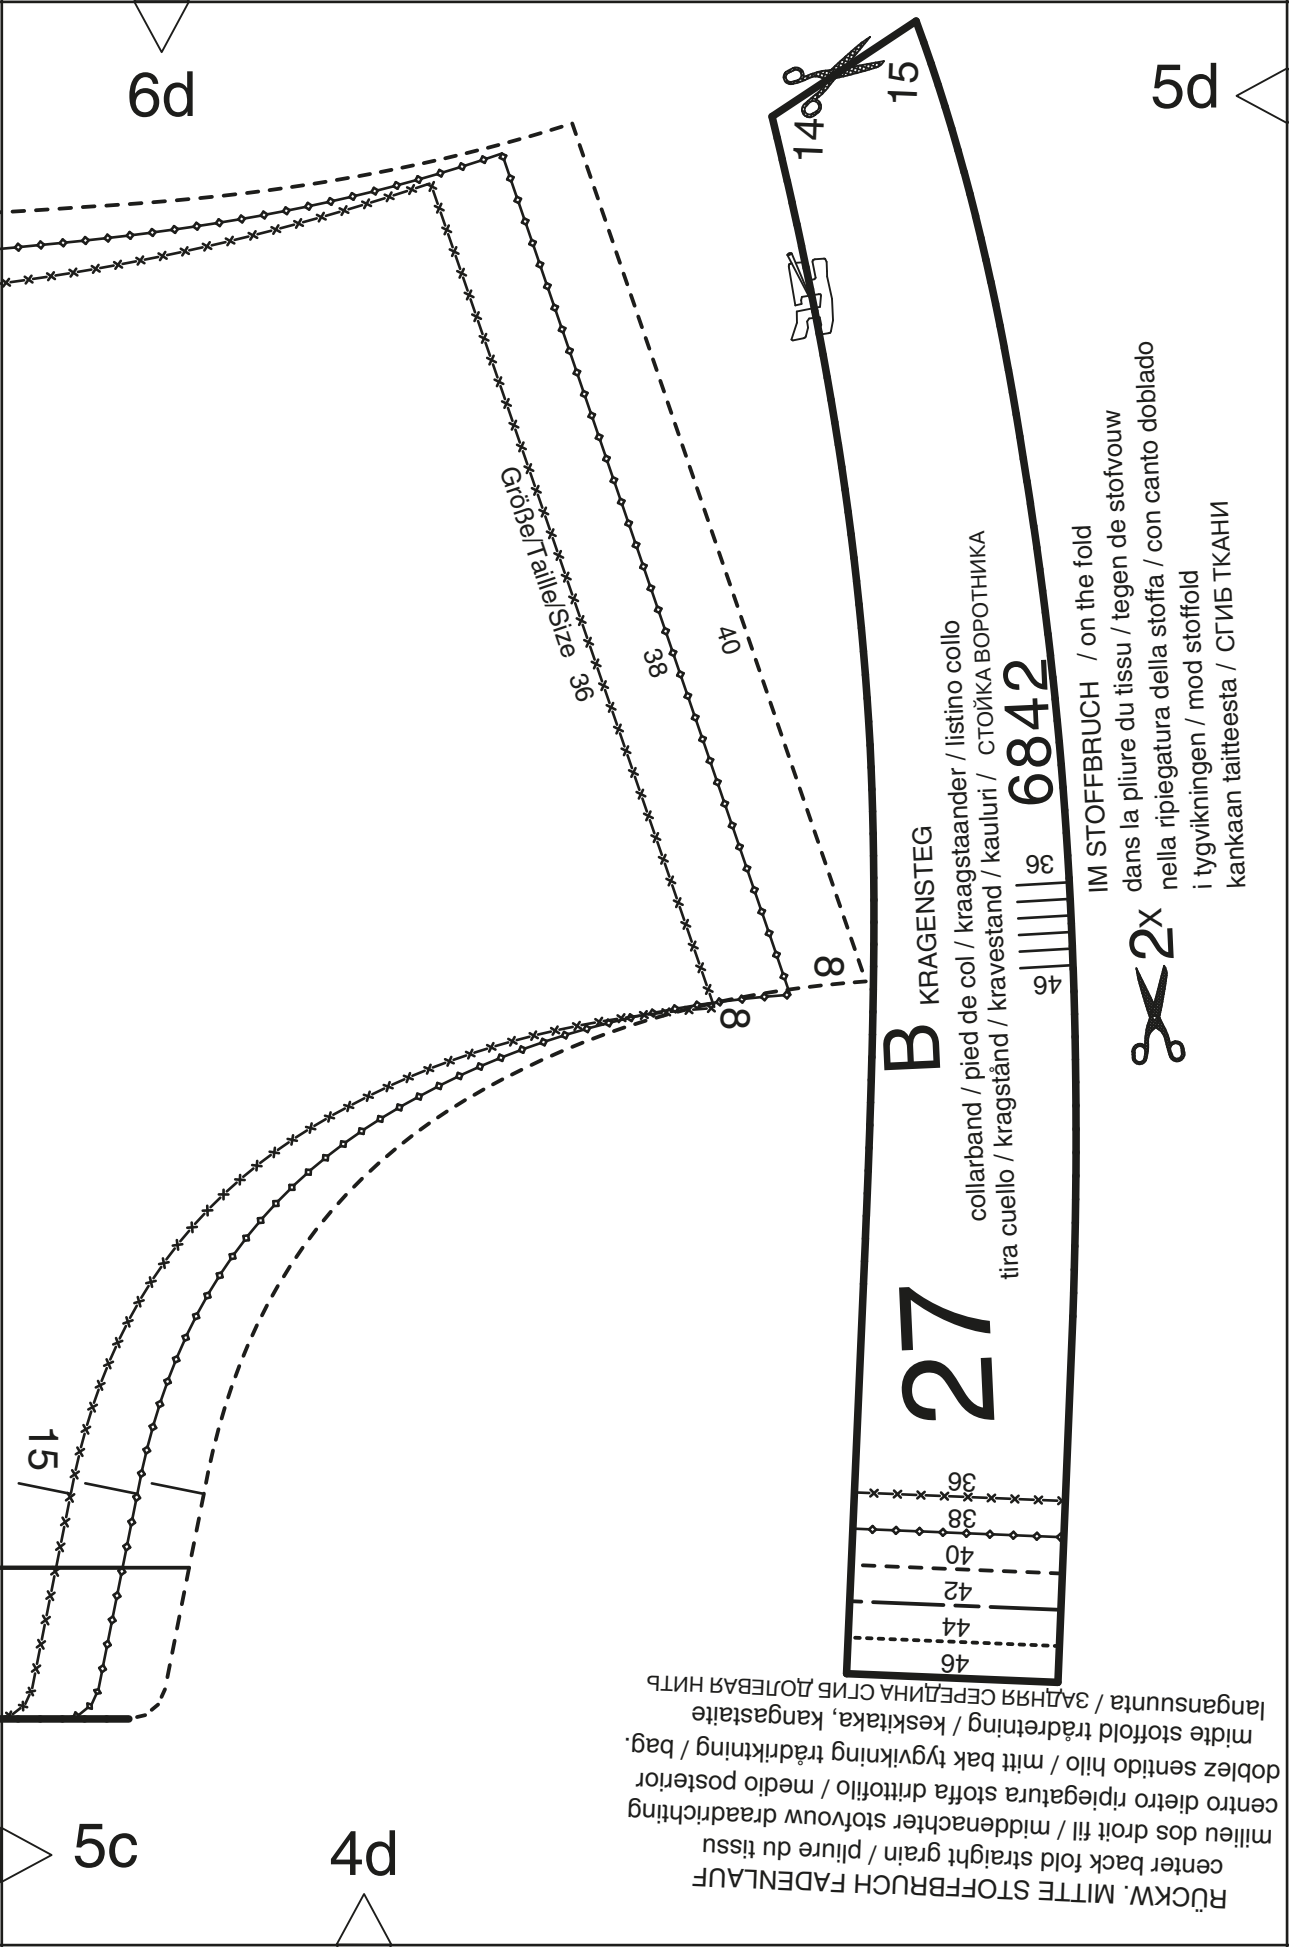 6d
5d
14
15
Größe/Taille/Size 36
38
40
8
8
B KRAGENSTEG
collarband / pied de col / kraagstaander / listino collo
tira cuello / kragstånd / kravestand / kauluri / СТОЙКА ВОРОТНИКА
6842
27
36
46
2x
IM STOFFBRUCH / on the fold
dans la pliure du tissu / tegen de stofvouw
nella ripiegatura della stoffa / con canto doblado
i tygvikningen / mod stoffold
kankaan taitteesta / СГИБ ТКАНИ
15
36
38
40
42
44
46
RÜCKW. MITTE STOFFBRUCH FADENLAUF
center back fold straight grain / pliure du tissu
milieu dos droit fil / middenachter stofvouw draadrichting
centro dietro ripiegatura stoffa drittofilo / medio posterior
doblez sentido hilo / mitt bak tygvikning trådriktning / bag.
midte stoffold trådretning / keskitaka, kangastaite
langansuunta / ЗАДНЯЯ СЕРЕДИНА СГИБ ДОЛЕВАЯ НИТЬ
5c
4d